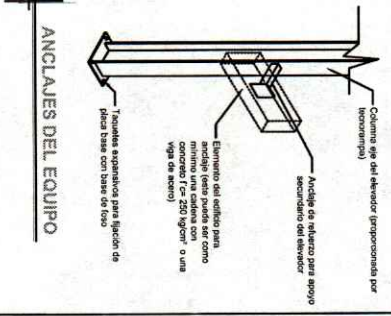 Columna eje del elevador (proporcionada por
tecnorampa)
Anclaje de refuerzo para apoyo
secundario del elevador
Elemento del edificio para
anclaje (este puede ser como
mínimo una cadena con
concreto f'c= 250 kg/cm² o una
viga de acero)
Taquetes expansivos para fijación de
placa base con base de foso
ANCLAJES DEL EQUIPO